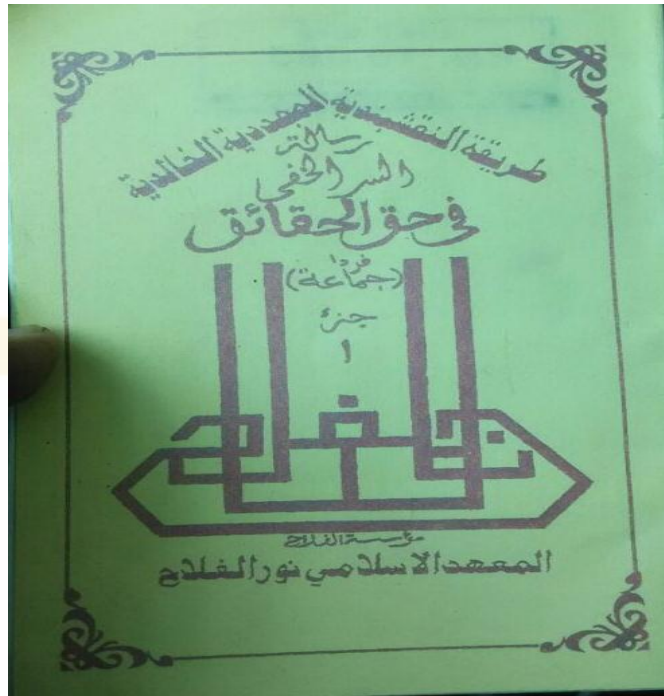 طريقة النقشبندية المجددية الخالدية
رسالة
السر الخفي
في حق الحقائق
فردا
(جماعة)
جزء
١
نور الفلاح
مؤسسة الفلاح
المعهد الاسلامي نور الفلاح